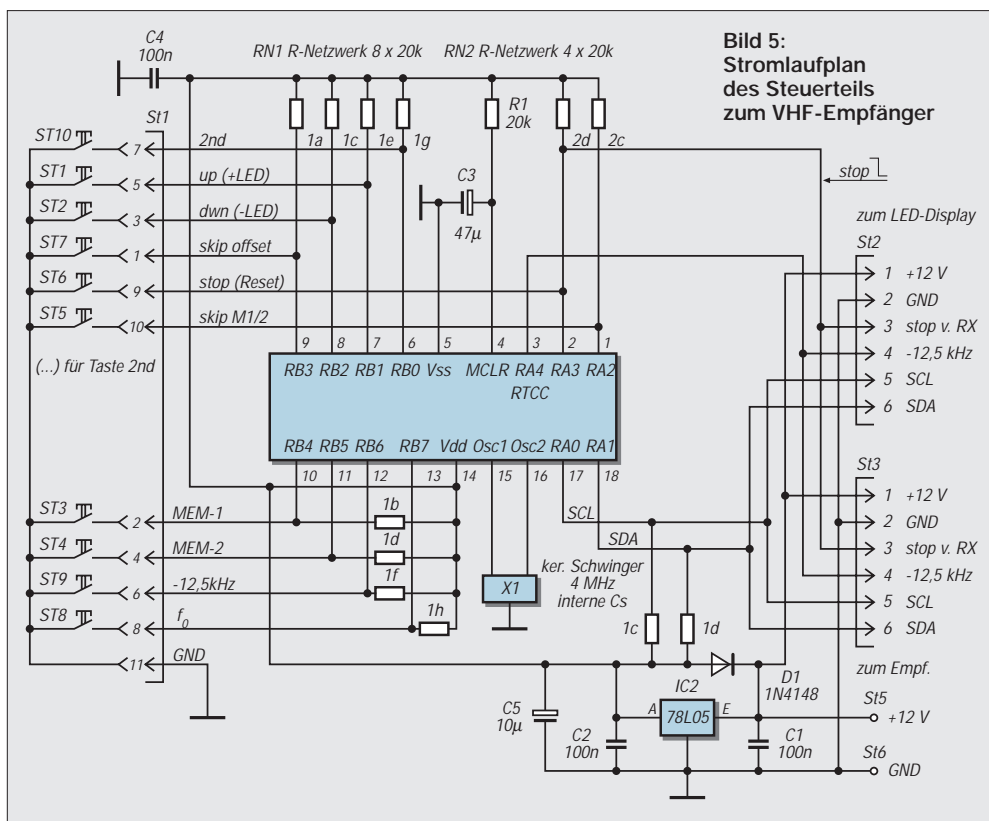 Bild 5:
Stromlaufplan
des Steuerteils
zum VHF-Empfänger
C4
100n
RN1 R-Netzwerk 8 x 20k
RN2 R-Netzwerk 4 x 20k
St1
1a
1c
1e
1g
R1
20k
2d
2c
C3
47µ
stop
ST10
7
2nd
ST1
5
up (+LED)
ST2
3
dwn (-LED)
ST7
1
skip offset
ST6
9
stop (Reset)
ST5
10
skip M1/2
(...) für Taste 2nd
zum LED-Display
St2
1 +12 V
2 GND
3 stop v. RX
4 -12,5 kHz
5 SCL
6 SDA
9 8 7 6 5 4 3 2 1
RB3 RB2 RB1 RB0 Vss MCLR RA4 RA3 RA2
RTCC
RB4 RB5 RB6 RB7 Vdd Osc1 Osc2 RA0 RA1
10 11 12 13 14 15 16 17 18
ST3
2
MEM-1
1b
ST4
4
MEM-2
1d
ST9
6
-12,5kHz
1f
ST8
8
f0
1h
11
GND
SCL
SDA
X1
ker. Schwinger
4 MHz
interne Cs
1c
1d
St3
1 +12 V
2 GND
3 stop v. RX
4 -12,5 kHz
5 SCL
6 SDA
zum Empf.
D1
1N4148
IC2
A
78L05
E
C5
10µ
C2
100n
C1
100n
St5
+12 V
St6
GND